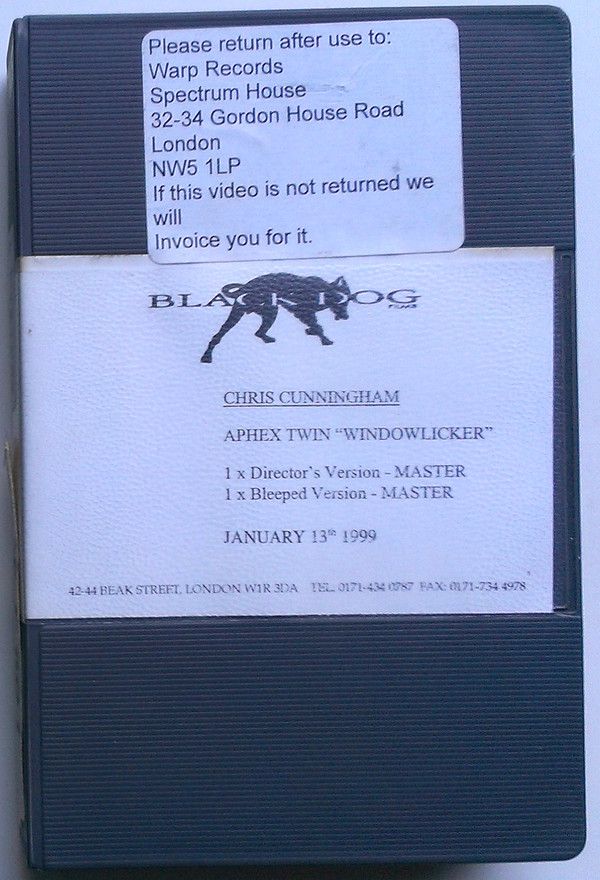 Please return after use to:
Warp Records
Spectrum House
32-34 Gordon House Road
London
NW5 1LP
If this video is not returned we
will
Invoice you for it.
BLACK DOG
FILMS
CHRIS CUNNINGHAM
APHEX TWIN “WINDOWLICKER”
1 x Director's Version - MASTER
1 x Bleeped Version - MASTER
JANUARY 13th 1999
42-44 BEAK STREET, LONDON W1R 3DA TEL. 0171-434 0787 FAX: 0171-734 4978